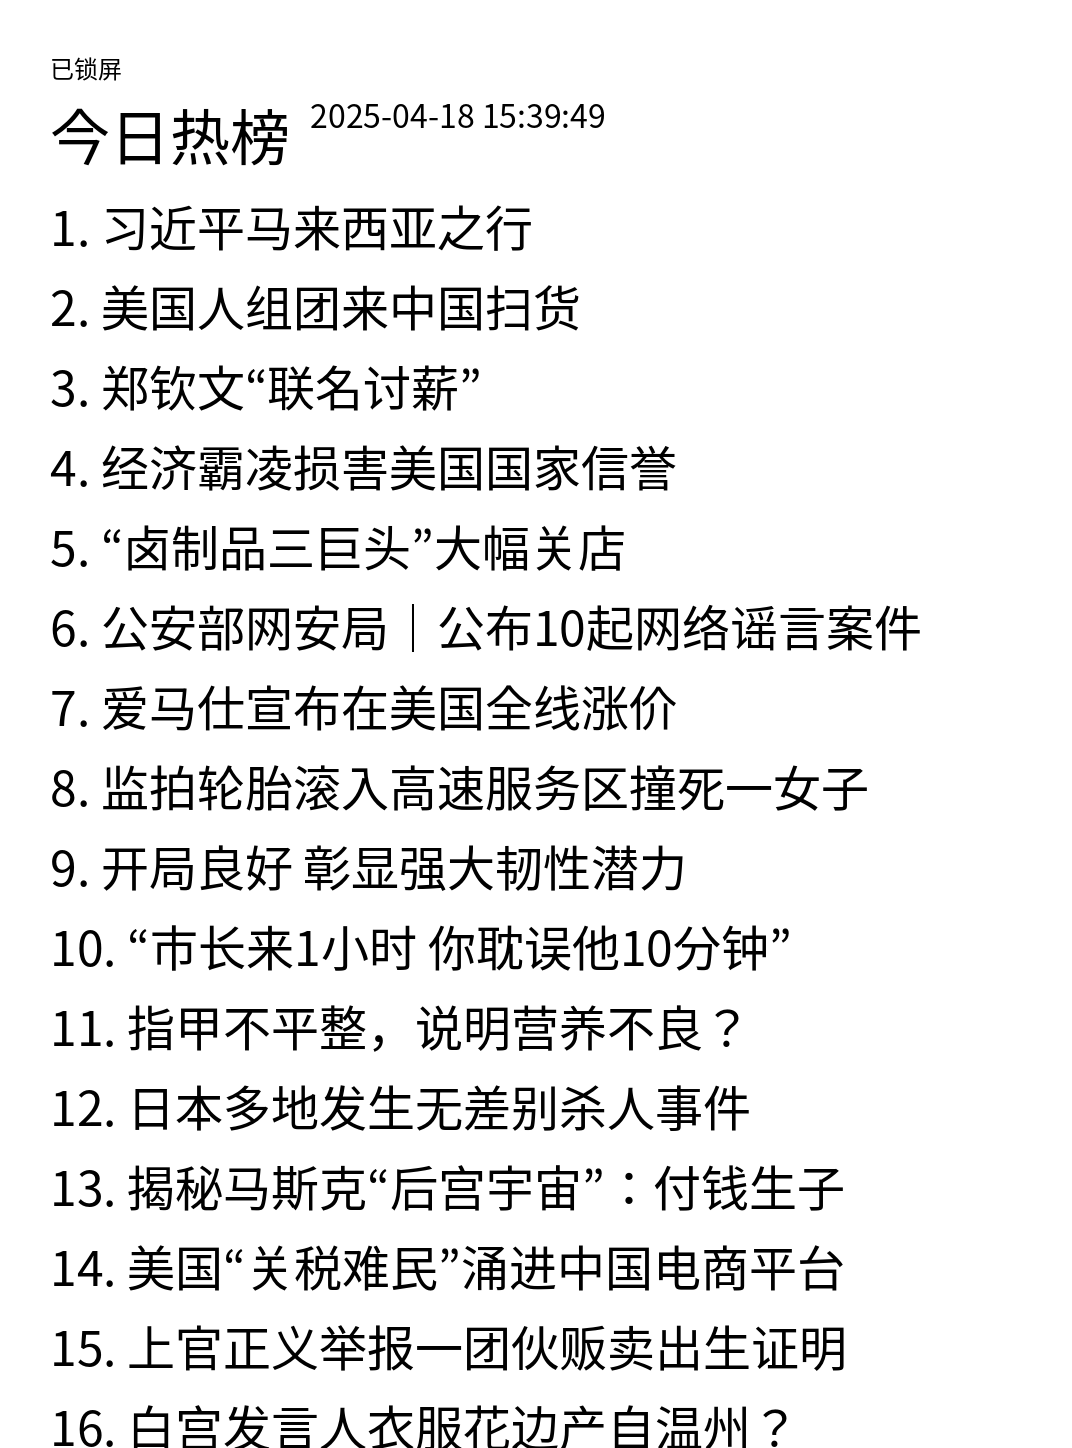 已锁屏
今日热榜 2025-04-18 15:39:49
1. 习近平马来西亚之行
2. 美国人组团来中国扫货
3. 郑钦文“联名讨薪”
4. 经济霸凌损害美国国家信誉
5. “卤制品三巨头”大幅关店
6. 公安部网安局｜公布10起网络谣言案件
7. 爱马仕宣布在美国全线涨价
8. 监拍轮胎滚入高速服务区撞死一女子
9. 开局良好 彰显强大韧性潜力
10. “市长来1小时 你耽误他10分钟”
11. 指甲不平整，说明营养不良？
12. 日本多地发生无差别杀人事件
13. 揭秘马斯克“后宫宇宙”：付钱生子
14. 美国“关税难民”涌进中国电商平台
15. 上官正义举报一团伙贩卖出生证明
16. 白宫发言人衣服花边产自温州？